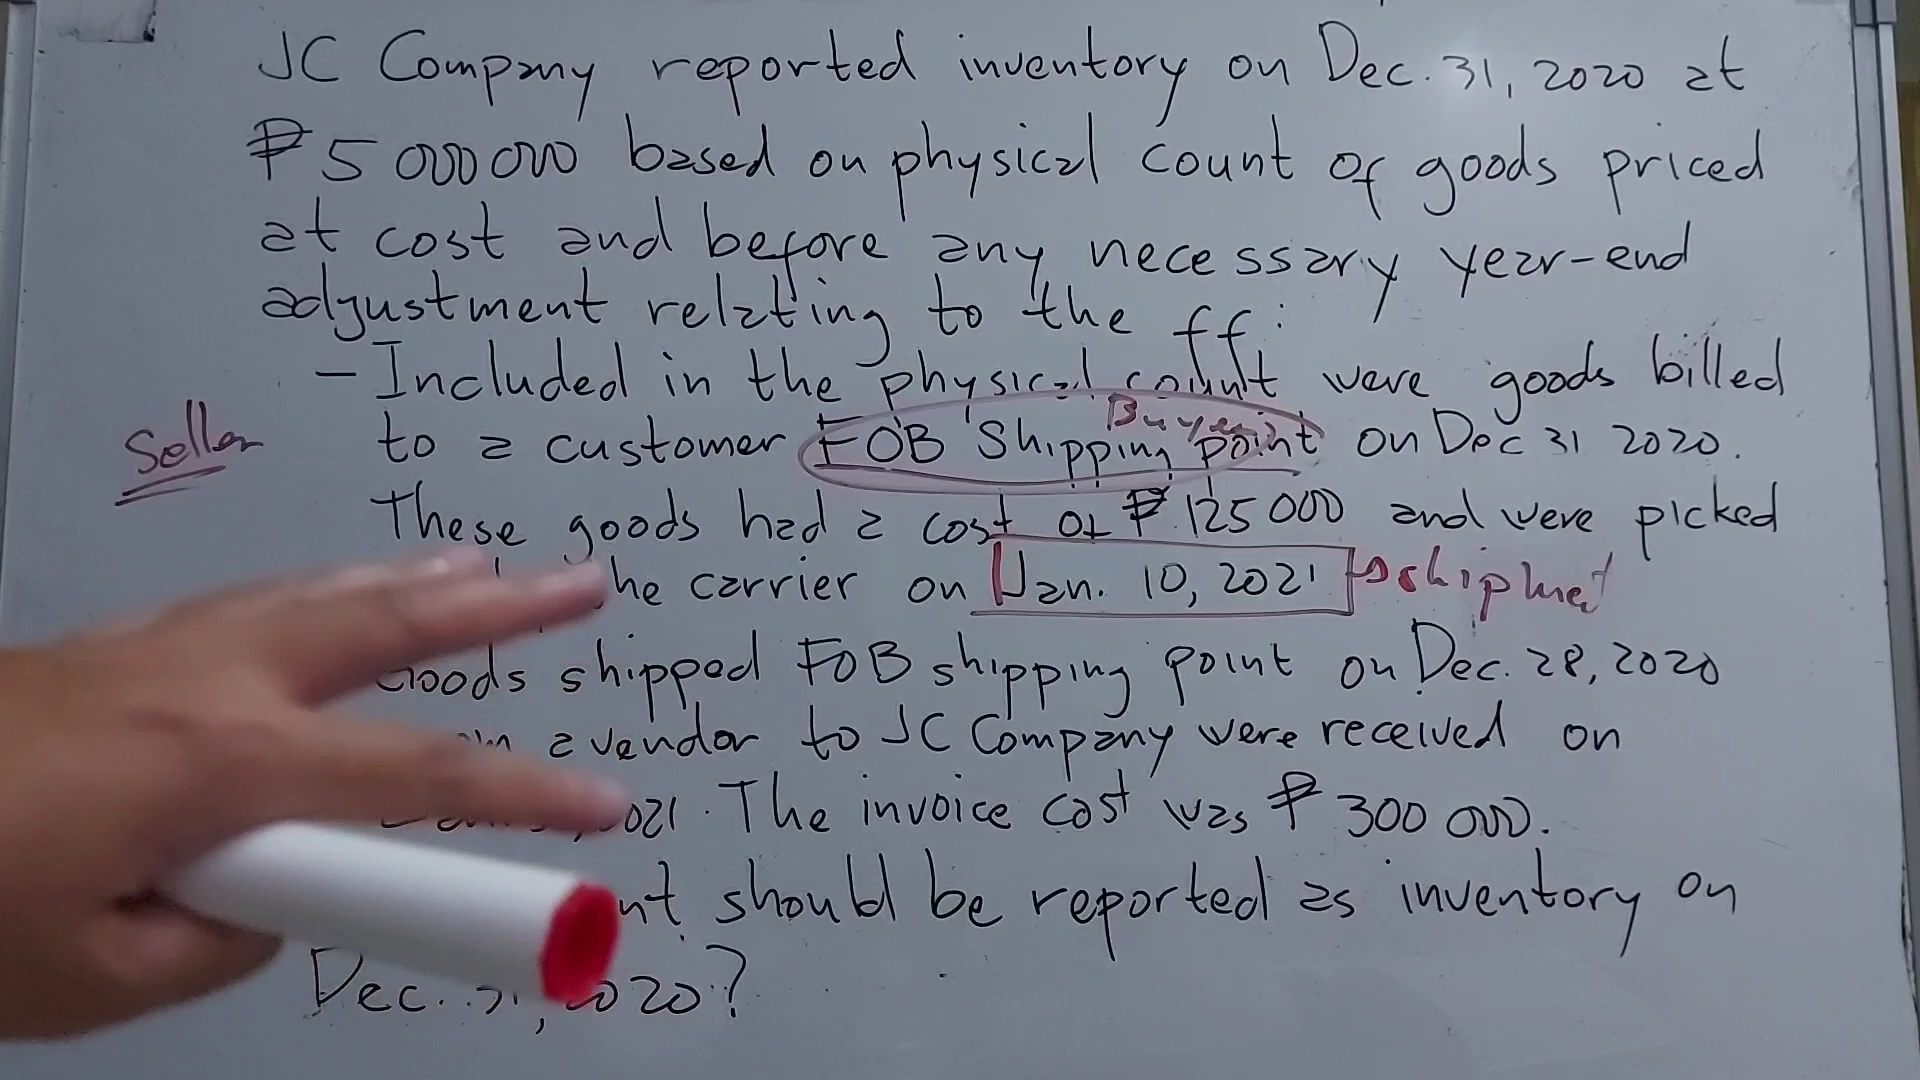 JC Company reported inventory on Dec. 31, 2020 at
₱5 000 000 based on physical count of goods priced
at cost and before any necessary year-end
adjustment relating to the ff:
- Included in the physical count were goods billed
Seller
Buyer
to a customer FOB Shipping point on Dec 31 2020.
These goods had a cost of ₱125 000 and were picked
the carrier on Jan. 10, 2021 → shipment
Goods shipped FOB shipping point on Dec. 28, 2020
a vendor to JC Company were received on
2021. The invoice cost was ₱300 000.
should be reported as inventory on
Dec. 31, 2020?